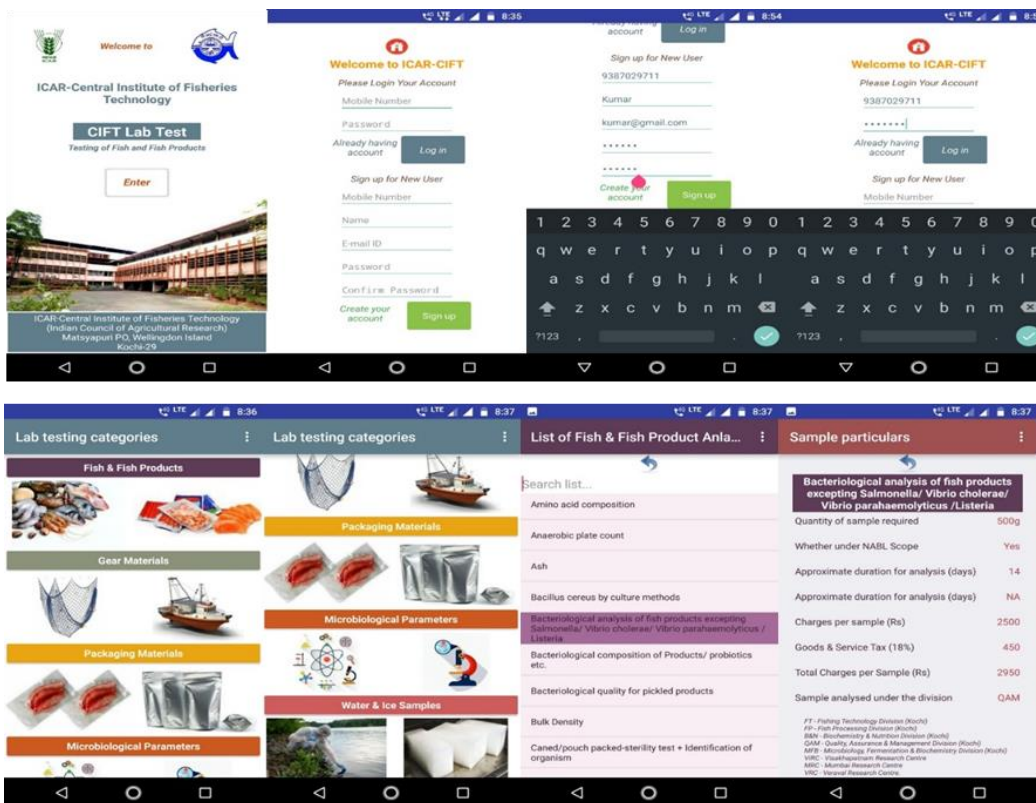 Welcome to
ICAR-Central Institute of Fisheries
Technology
CIFT Lab Test
Testing of Fish and Fish Products
Enter
ICAR-Central Institute of Fisheries Technology
(Indian Council of Agricultural Research)
Matsyapuri PO, Wellingdon Island
Kochi-29
LTE 8:35
Welcome to ICAR-CIFT
Please Login Your Account
Mobile Number
Password
Already having
account
Log in
Sign up for New User
Mobile Number
Name
E-mail ID
Password
Confirm Password
Create your
account
Sign up
4G LTE 8:54
Already having
account
Log in
Sign up for New User
9387029711
Kumar
kumar@gmail.com
••••••
••••••
Create your
account
Sign up
1 2 3 4 5 6 7 8 9 0
q w e r t y u i o p
a s d f g h j k l
z x c v b n m
?123 , .
4G LTE
Welcome to ICAR-CIFT
Please Login Your Account
9387029711
•••••••
Already having
account
Log in
Sign up for New User
Mobile Number
1 2 3 4 5 6 7 8 9 0
q w e r t y u i o p
a s d f g h j k l
z x c v b n m
?123 , .
4G LTE 8:36
Lab testing categories
Fish & Fish Products
Gear Materials
Packaging Materials
Microbiological Parameters
4G LTE 8:37
Lab testing categories
Packaging Materials
Microbiological Parameters
Water & Ice Samples
4G LTE 8:37
List of Fish & Fish Product Anla...
Search list...
Amino acid composition
Anaerobic plate count
Ash
Bacillus cereus by culture methods
Bacteriological analysis of fish products excepting
Salmonella/ Vibrio cholerae/ Vibrio parahaemolyticus /
Listeria
Bacteriological composition of Products/ probiotics
etc.
Bacteriological quality for pickled products
Bulk Density
Caned/pouch packed-sterility test + Identification of
organism
4G LTE 8:37
Sample particulars
Bacteriological analysis of fish products
excepting Salmonella/ Vibrio cholerae/
Vibrio parahaemolyticus /Listeria
Quantity of sample required 500g
Whether under NABL Scope Yes
Approximate duration for analysis (days) 14
Approximate duration for analysis (days) NA
Charges per sample (Rs) 2500
Goods & Service Tax (18%) 450
Total Charges per Sample (Rs) 2950
Sample analysed under the division QAM
FT - Fishing Technology Division (Kochi)
FP - Fish Processing Division (Kochi)
B&N - Biochemistry & Nutrition Division (Kochi)
QAM - Quality, Assurance & Management Division (Kochi)
MFB - Microbiology, Fermentation & Biochemistry Division (Kochi)
VIRC - Visakhapatnam Research Centre
MRC - Mumbai Research Centre
VRC - Veraval Research Centre